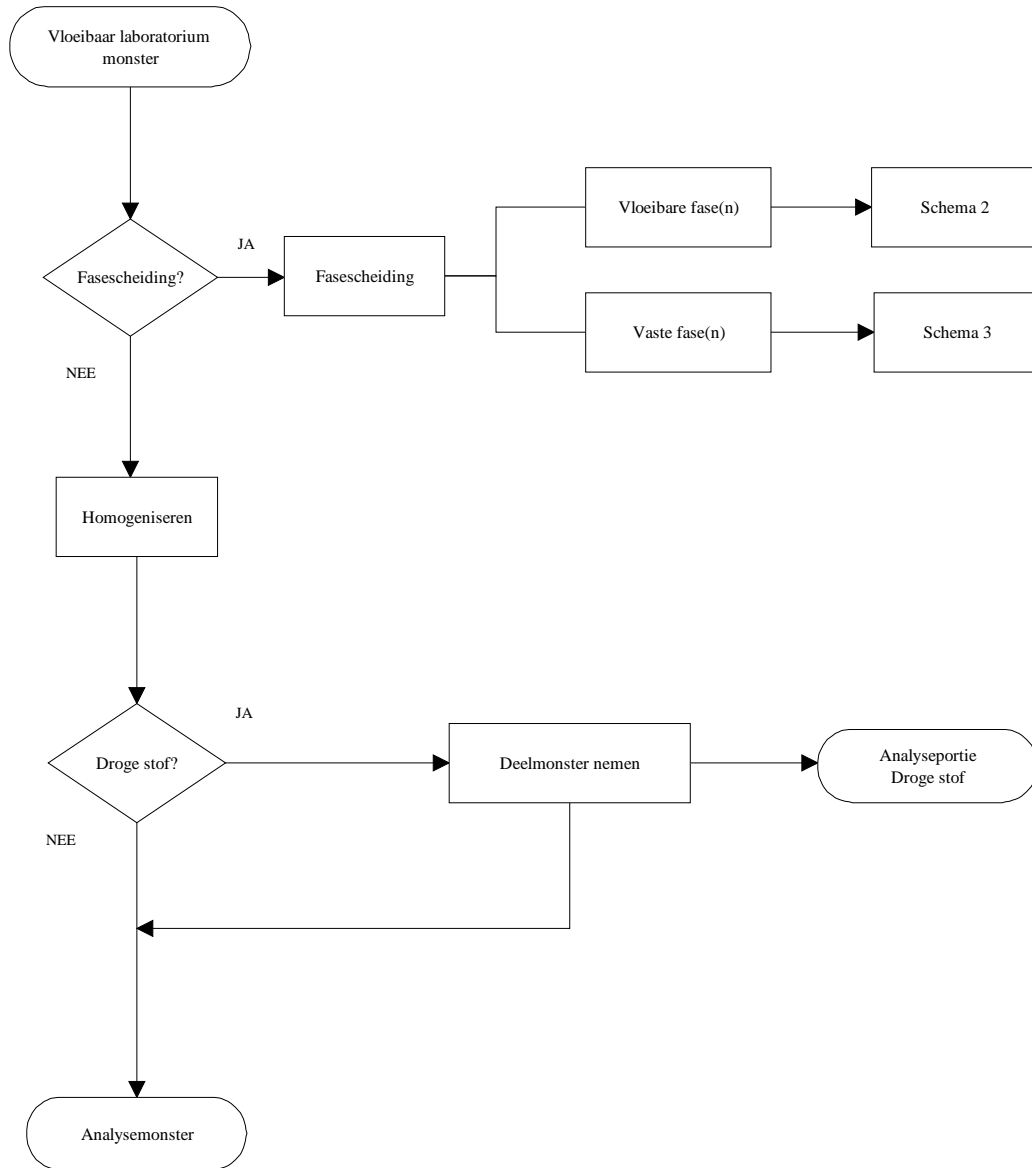 Vloeibaar laboratorium
monster
Fasescheiding?
JA
Fasescheiding
Vloeibare fase(n)
Schema 2
Vaste fase(n)
Schema 3
NEE
Homogeniseren
Droge stof?
JA
Deelmonster nemen
Analyseportie
Droge stof
NEE
Analysemonster